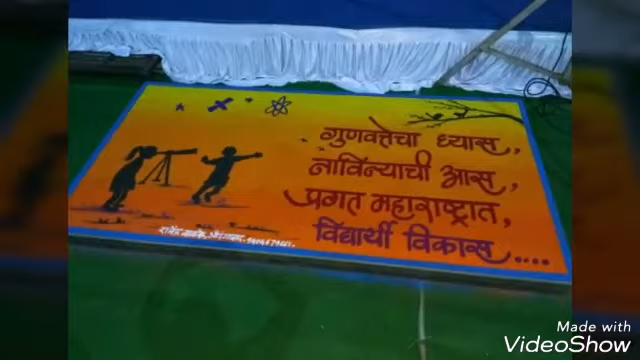 गुणवत्तेचा ध्यास,,
नाविन्याची आस,,
प्रगत महाराष्ट्रात,
विद्यार्थी विकास....
Made with
VideoShow